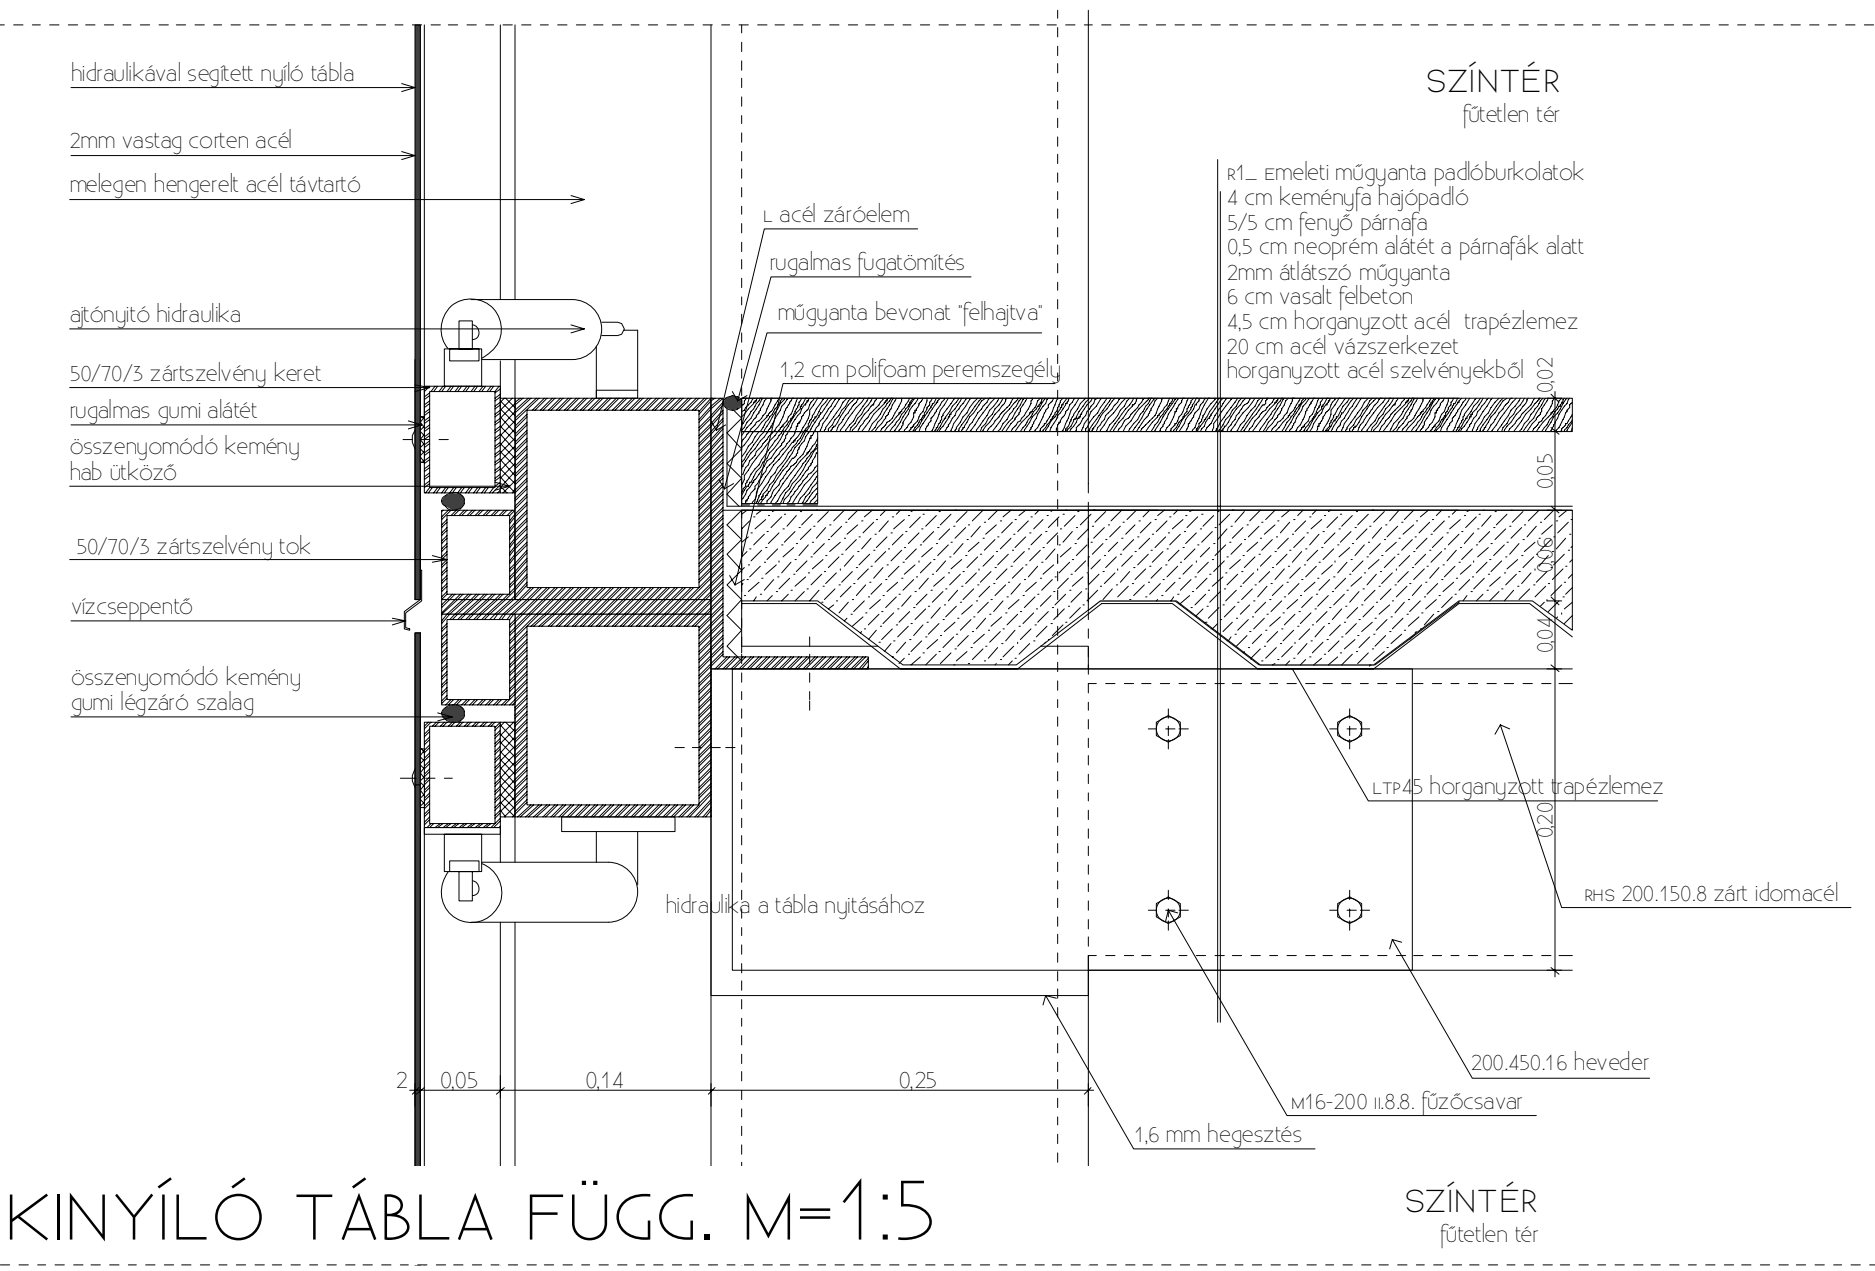 hidraulikával segített nyíló tábla
2mm vastag corten acél
melegen hengerelt acél távtartó
ajtónyitó hidraulika
50/70/3 zártszelvény keret
rugalmas gumi alátét
összenyomódó kemény
hab ütköző
50/70/3 zártszelvény tok
vízcseppentő
összenyomódó kemény
gumi légzáró szalag
L acél záróelem
rugalmas fugatömítés
műgyanta bevonat "felhajtva"
1,2 cm polifoam peremszegély
SZÍNTÉR
fűtetlen tér
R1_ Emeleti műgyanta padlóburkolatok
4 cm keményfa hajópadló
5/5 cm fenyő párnafa
0,5 cm neoprém alátét a párnafák alatt
2mm átlátszó műgyanta
6 cm vasalt felbeton
4,5 cm horganyzott acél trapézlemez
20 cm acél vázszerkezet
horganyzott acél szelvényekből
0,02
0,05
0,06
0,04
0,20
LTP45 horganyzott trapézlemez
RHS 200.150.8 zárt idomacél
hidraulika a tábla nyitásához
200.450.16 heveder
M16-200 II.8.8. fűzőcsavar
1,6 mm hegesztés
2 0,05 0,14 0,25
KINYÍLÓ TÁBLA FÜGG. M=1:5
SZÍNTÉR
fűtetlen tér